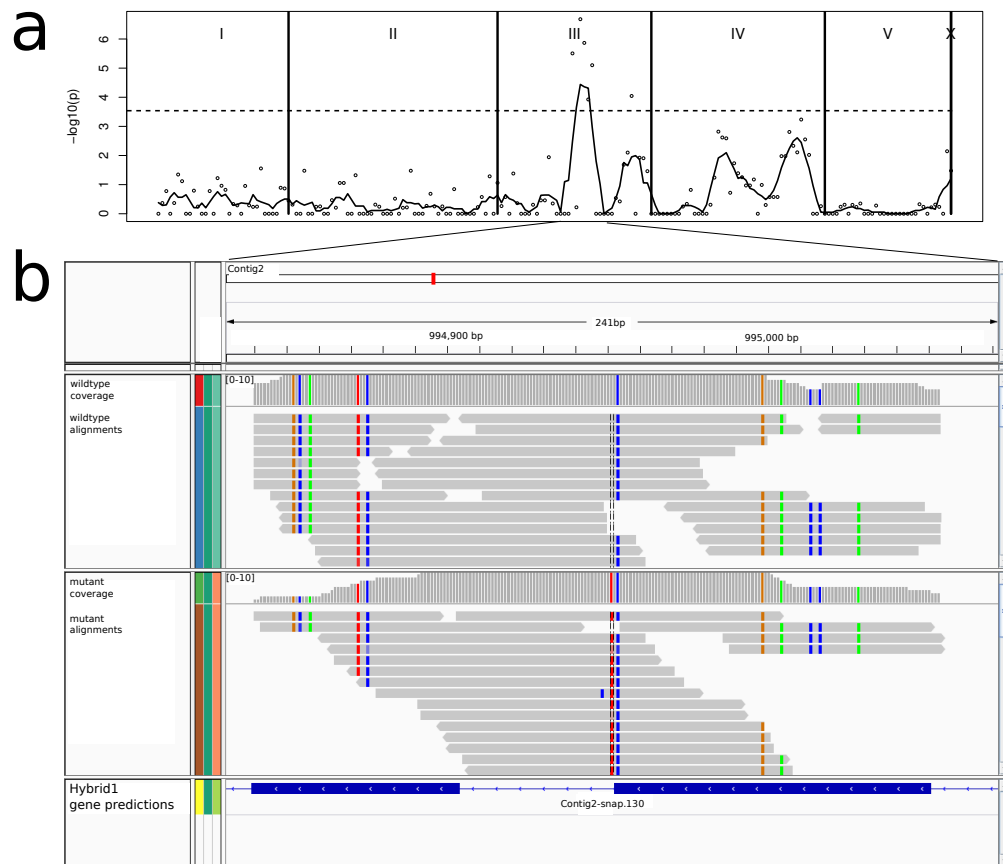 a
I II III IV V X
6
5
4
3
2
1
0
−log10(p)
b
Contig2
241bp
994,900 bp 995,000 bp
wildtype
coverage
[0-10]
wildtype
alignments
mutant
coverage
[0-10]
mutant
alignments
Hybrid1
gene predictions
Contig2-snap.130